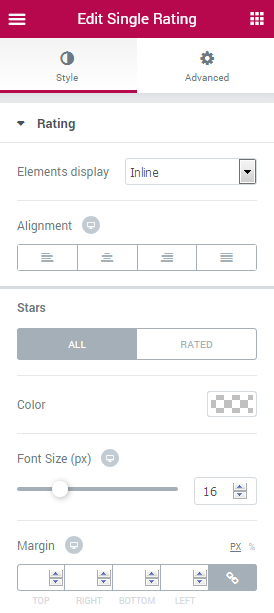 Edit Single Rating
Style
Advanced
Rating
Elements display
Inline
Alignment
Stars
ALL
RATED
Color
Font Size (px)
16
Margin
PX %
TOP RIGHT BOTTOM LEFT